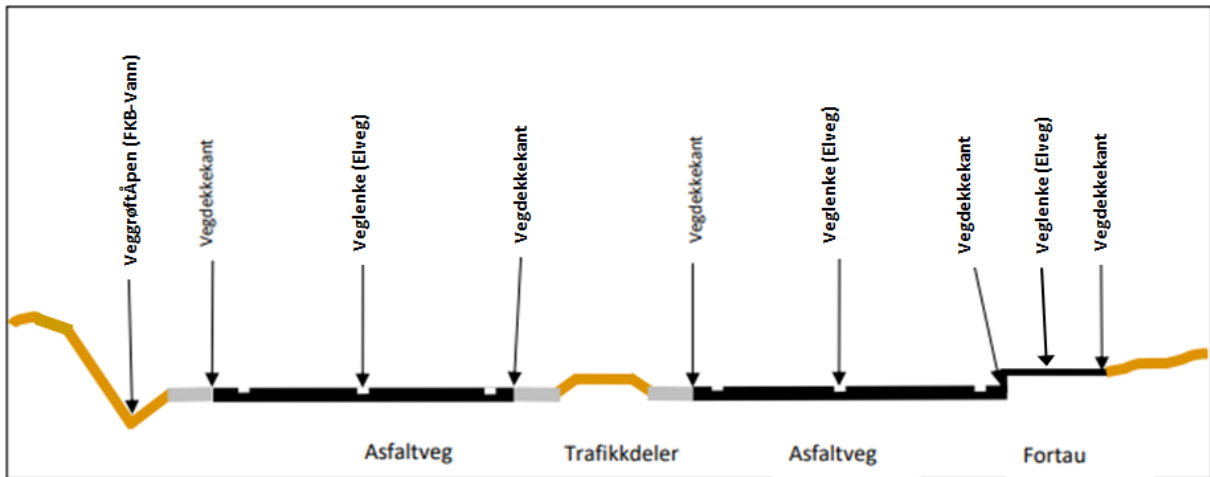 VeggrøftÅpen (FKB-Vann)
Vegdekkekant
Veglenke (Elveg)
Vegdekkekant
Vegdekkekant
Veglenke (Elveg)
Vegdekkekant
Veglenke (Elveg)
Vegdekkekant
Asfaltveg
Trafikkdeler
Asfaltveg
Fortau